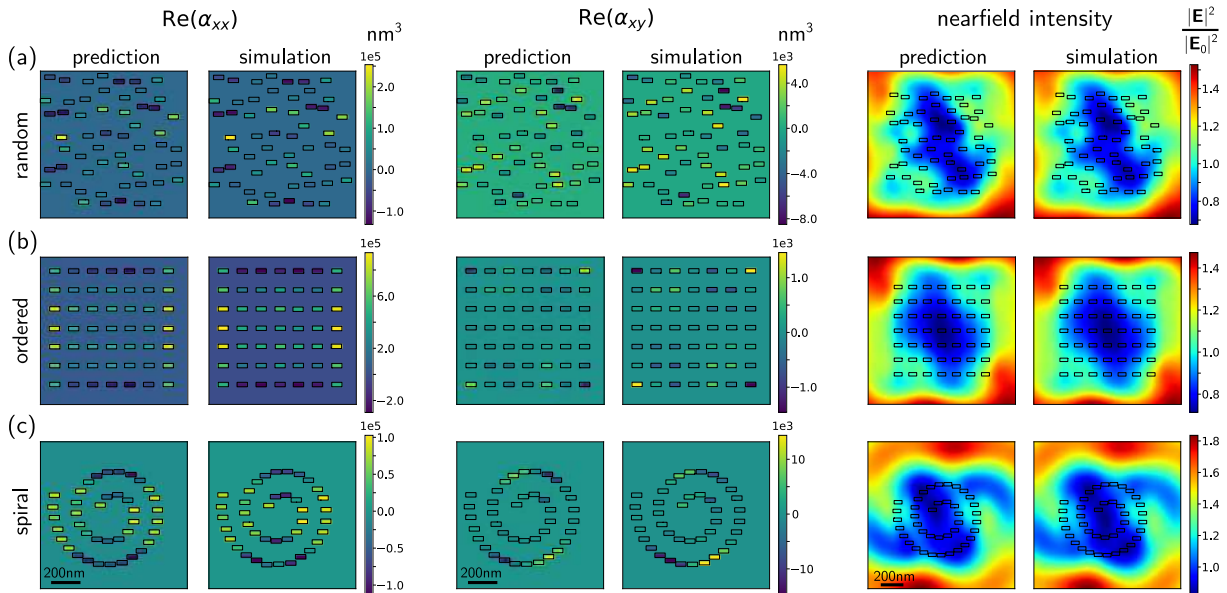 Re(αxx) Re(αxy) nearfield intensity |E|²/|E₀|²
nm³ nm³
prediction simulation prediction simulation prediction simulation
(a) random
1e5
2.0
1.0
0.0
−1.0
1e3
4.0
0.0
−4.0
−8.0
1.4
1.2
1.0
0.8
(b) ordered
1e5
6.0
2.0
−2.0
1e3
1.0
0.0
−1.0
1.4
1.2
1.0
0.8
(c) spiral
1e5
1.0
0.5
0.0
−0.5
−1.0
1e3
10
0
−10
1.8
1.6
1.4
1.2
1.0
200nm 200nm